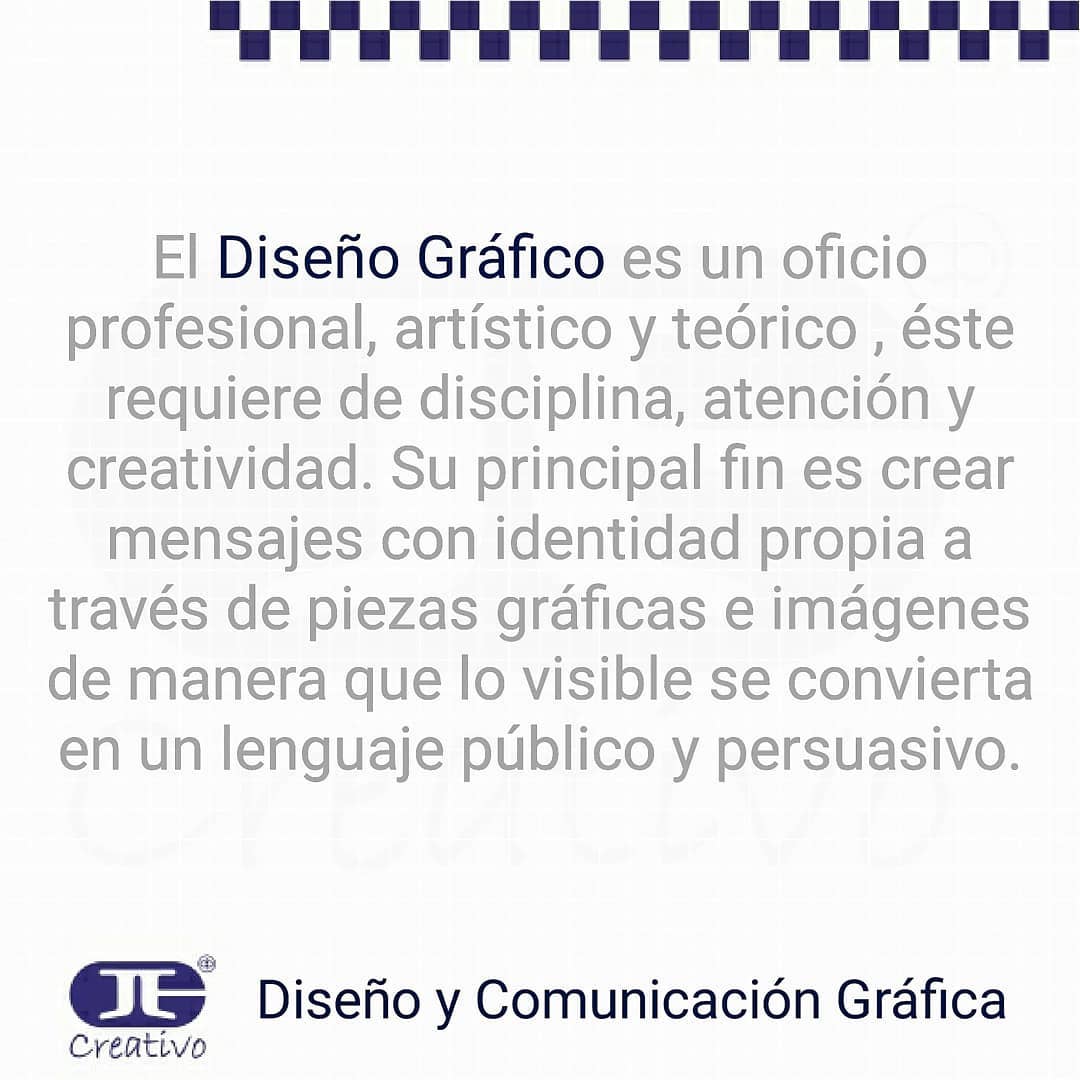 El Diseño Gráfico es un oficio
profesional, artístico y teórico , éste
requiere de disciplina, atención y
creatividad. Su principal fin es crear
mensajes con identidad propia a
través de piezas gráficas e imágenes
de manera que lo visible se convierta
en un lenguaje público y persuasivo.
Creativo
Creativo
Diseño y Comunicación Gráfica